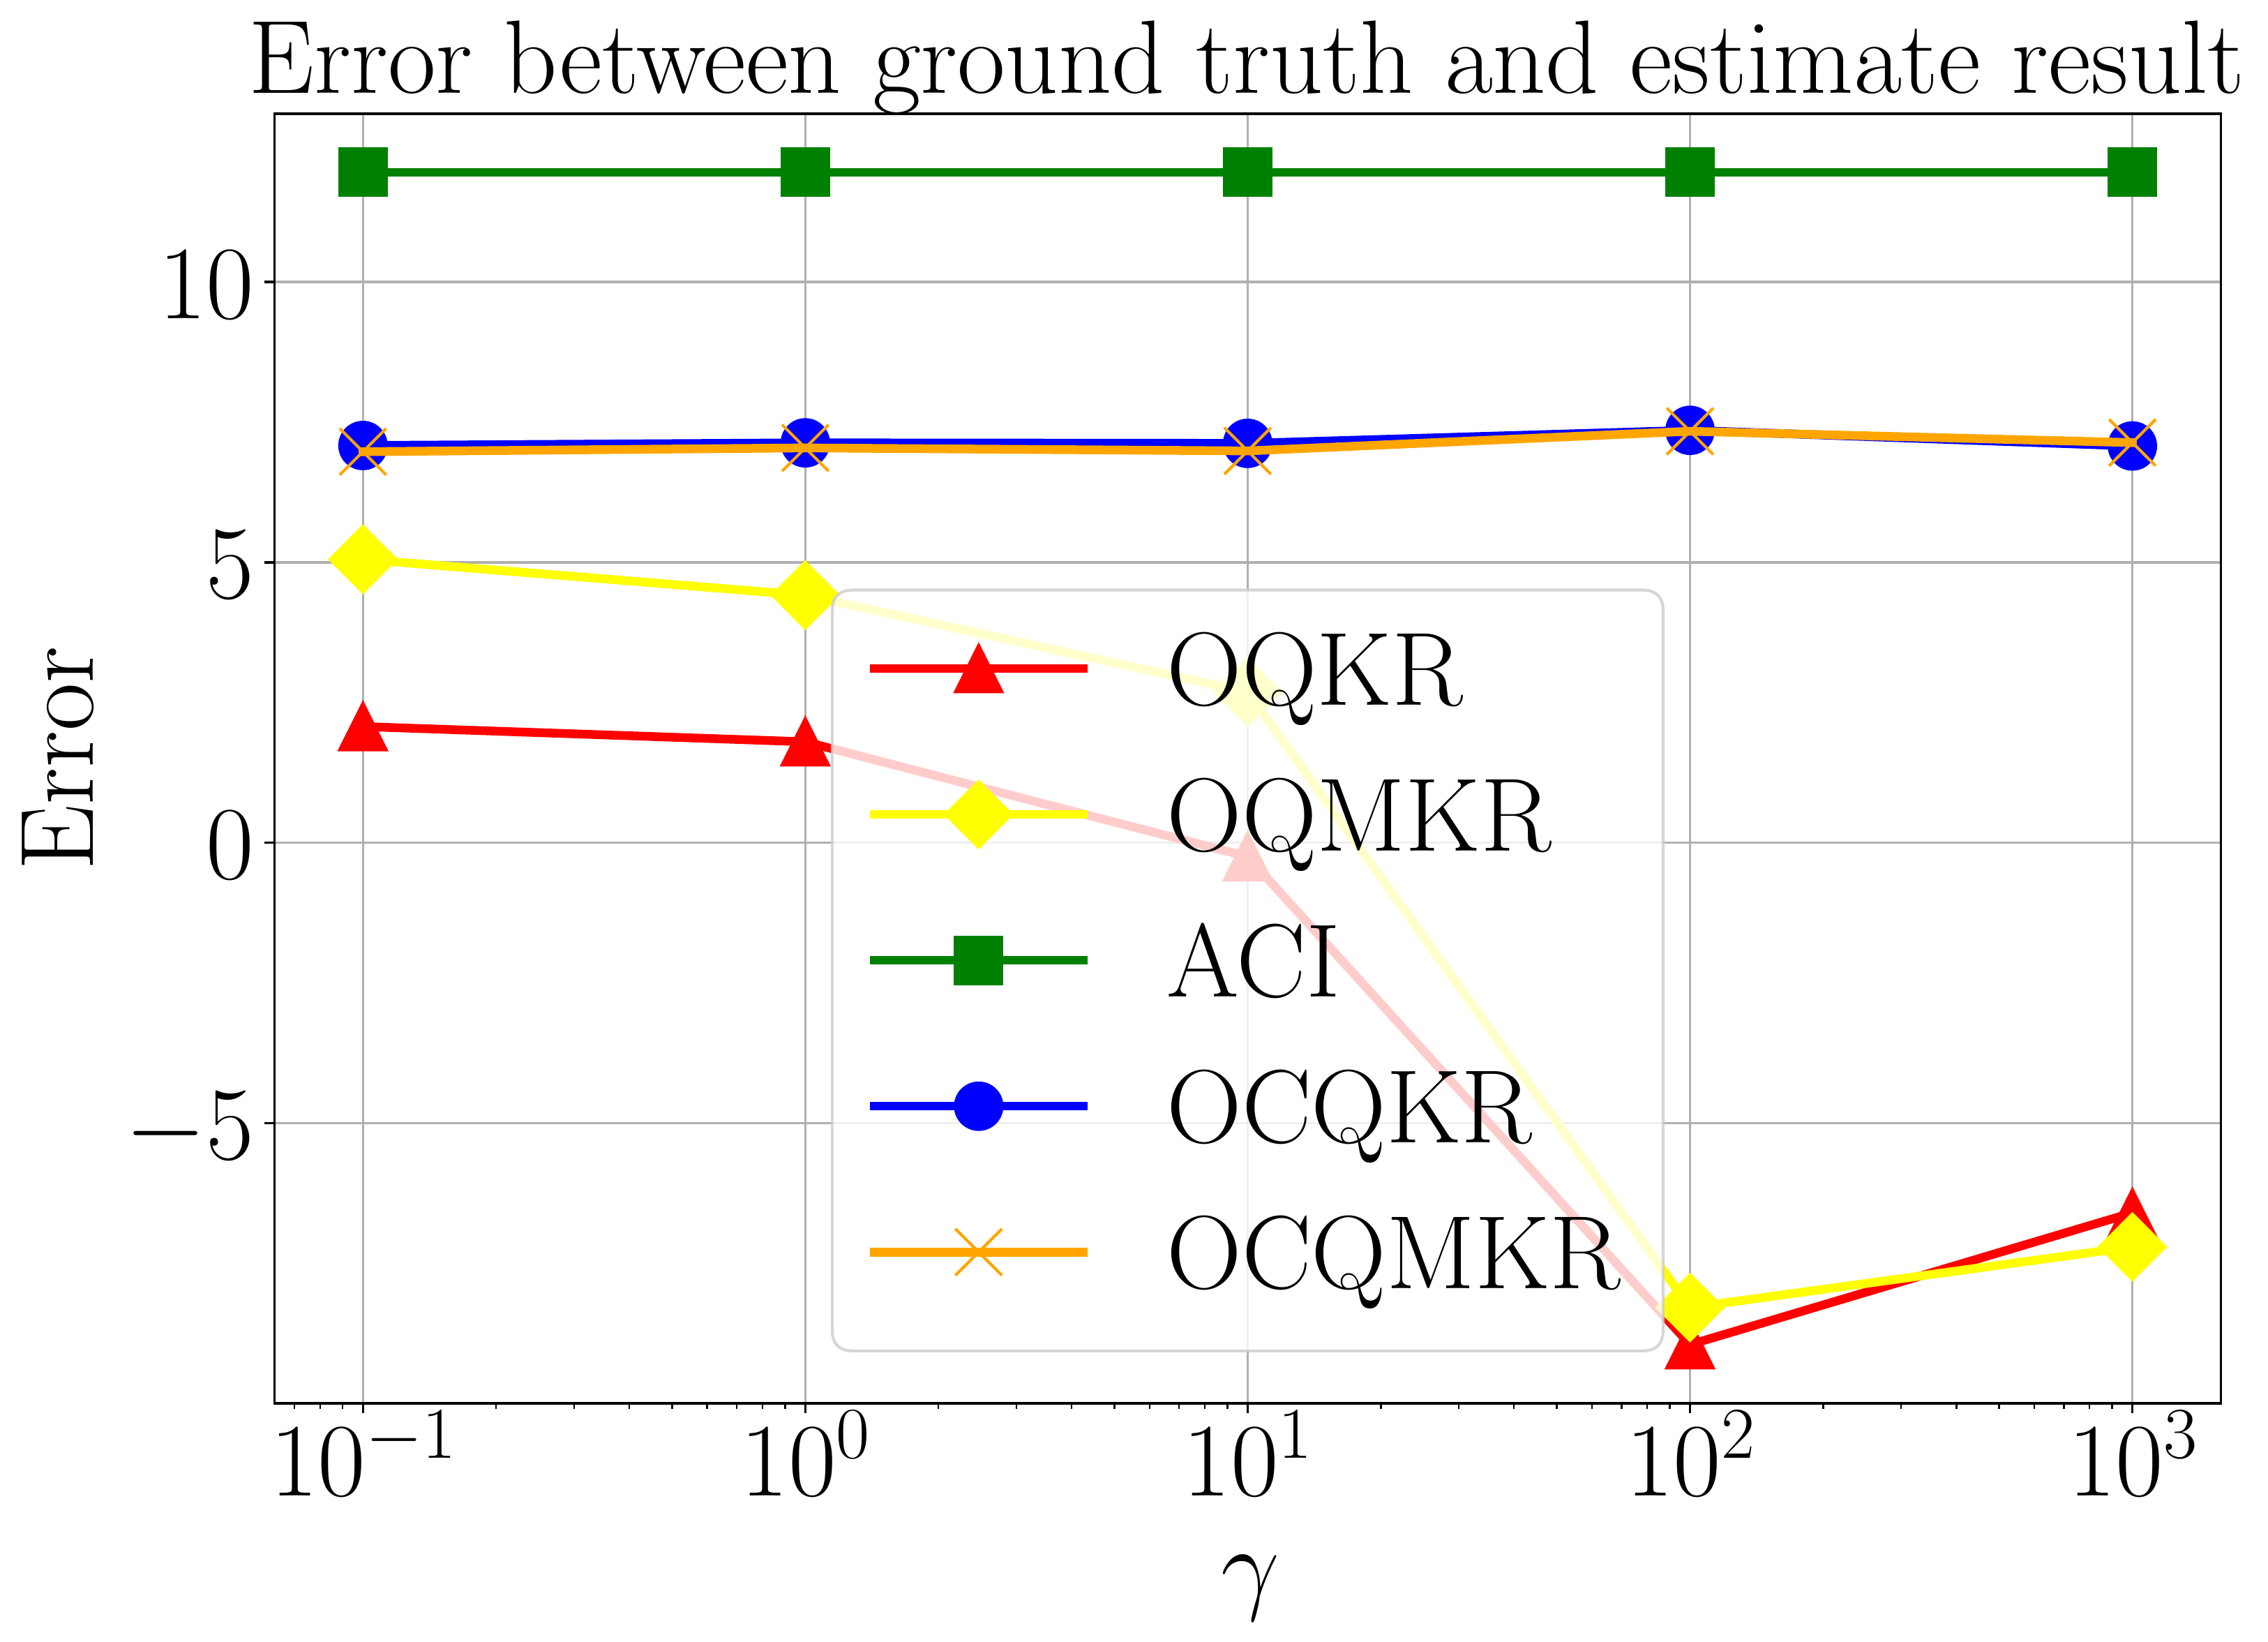 Error between ground truth and estimate result
Error
10
5
0
−5
OQKR
OQMKR
ACI
OCQKR
OCQMKR
10⁻¹ 10⁰ 10¹ 10² 10³
γ